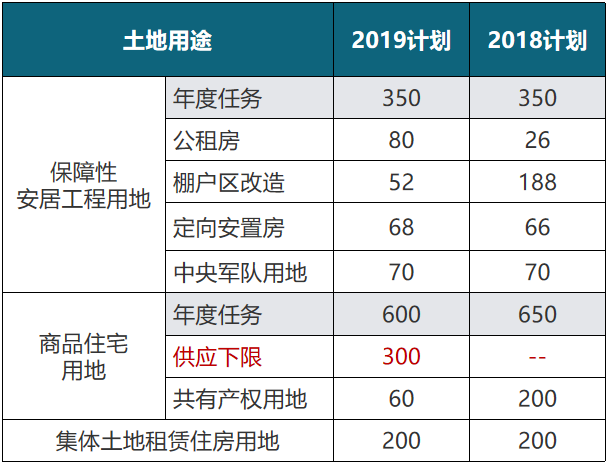 土地用途 2019计划 2018计划
保障性
安居工程用地
年度任务 350 350
公租房 80 26
棚户区改造 52 188
定向安置房 68 66
中央军队用地 70 70
商品住宅
用地
年度任务 600 650
供应下限 300 --
共有产权用地 60 200
集体土地租赁住房用地 200 200